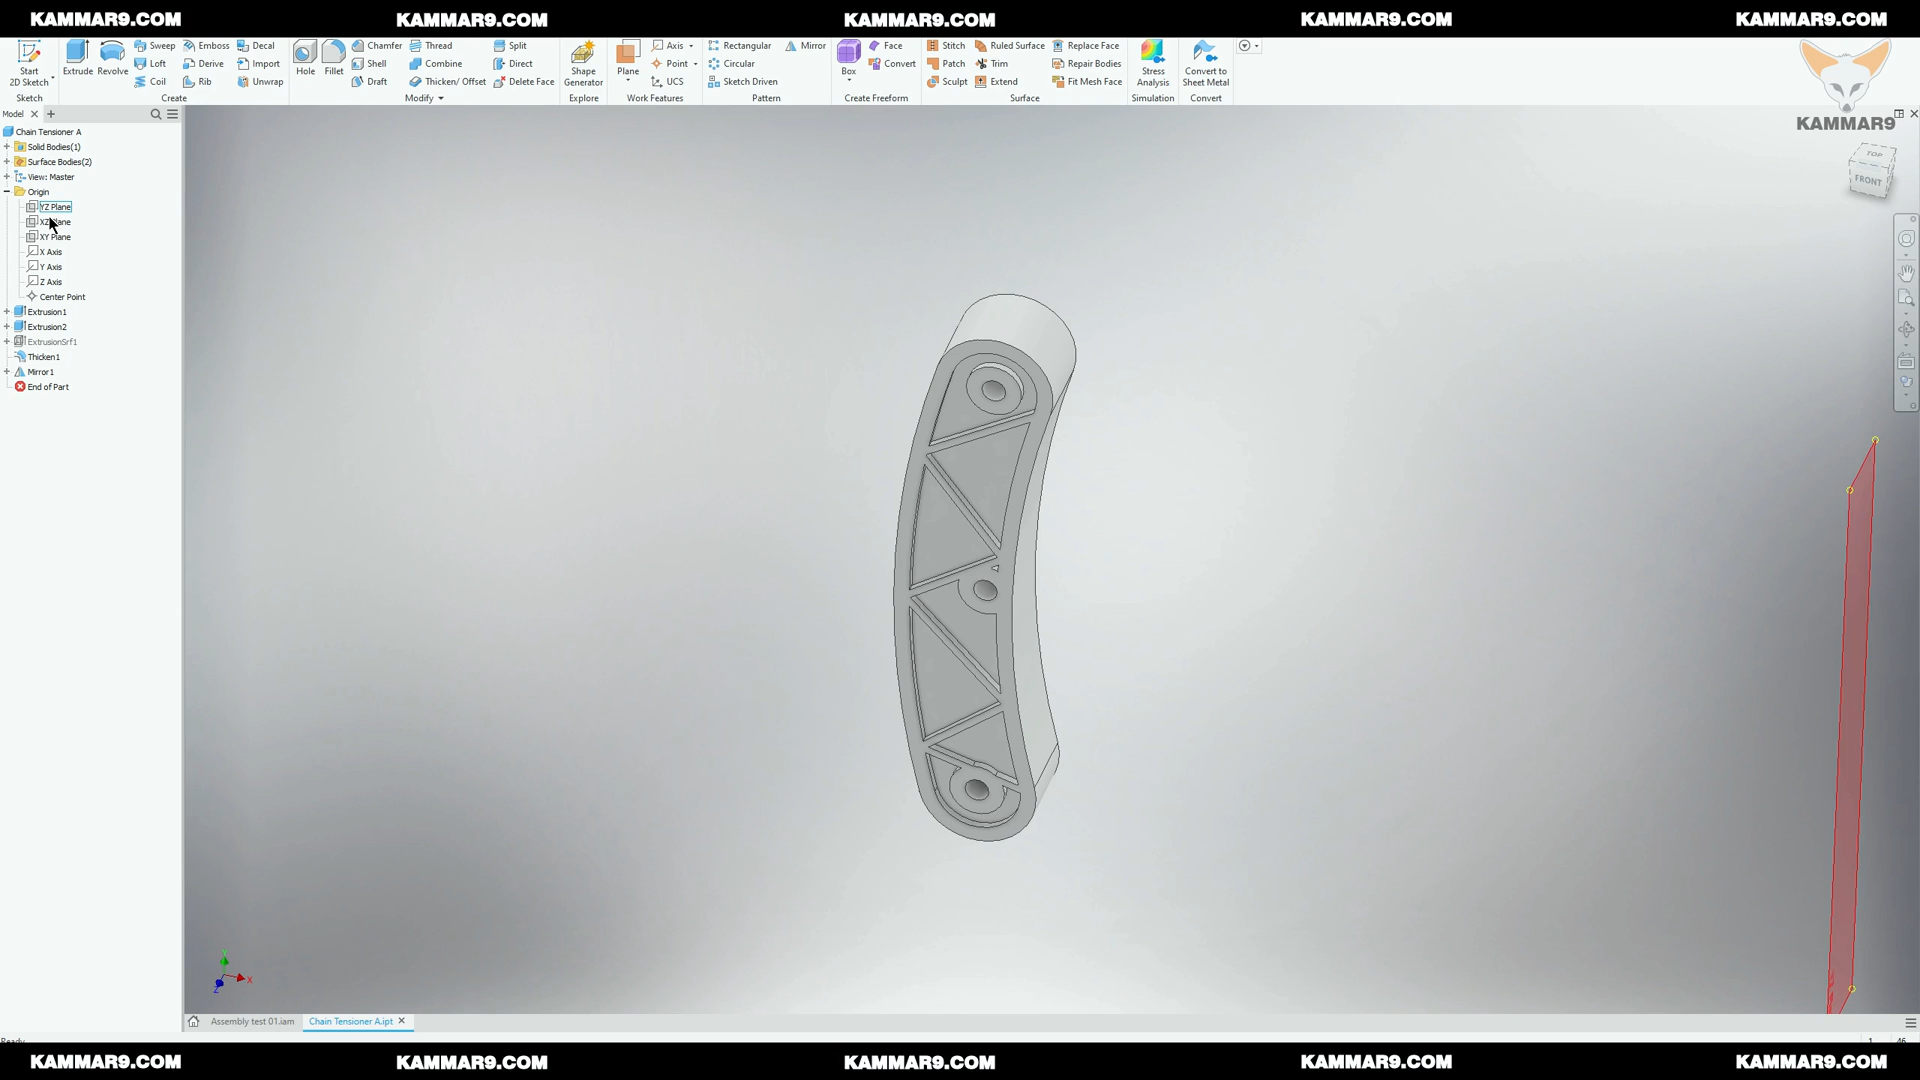 KAMMAR9.COM KAMMAR9.COM KAMMAR9.COM KAMMAR9.COM KAMMAR9.COM
Sweep Emboss Decal Chamfer Thread Split Axis Rectangular Mirror Face Stitch Ruled Surface Replace Face
Loft Derive Import Shell Combine Direct Point Circular Convert Patch Trim Repair Bodies
Coil Rib Unwrap Draft Thicken/ Offset Delete Face UCS Sketch Driven Sculpt Extend Fit Mesh Face
Start
2D Sketch
Extrude Revolve Hole Fillet
Shape
Generator
Plane
Box
Stress
Analysis
Convert to
Sheet Metal
Sketch Create Modify Explore Work Features Pattern Create Freeform Surface Simulation Convert
KAMMAR9
Model
Chain Tensioner A
Solid Bodies(1)
Surface Bodies(2)
View: Master
Origin
YZ Plane
XZ Plane
XY Plane
X Axis
Y Axis
Z Axis
Center Point
Extrusion1
Extrusion2
ExtrusionSrf1
Thicken1
Mirror1
End of Part
TOP
FRONT
X
Z
Assembly test 01.iam Chain Tensioner A.ipt
KAMMAR9.COM KAMMAR9.COM KAMMAR9.COM KAMMAR9.COM KAMMAR9.COM